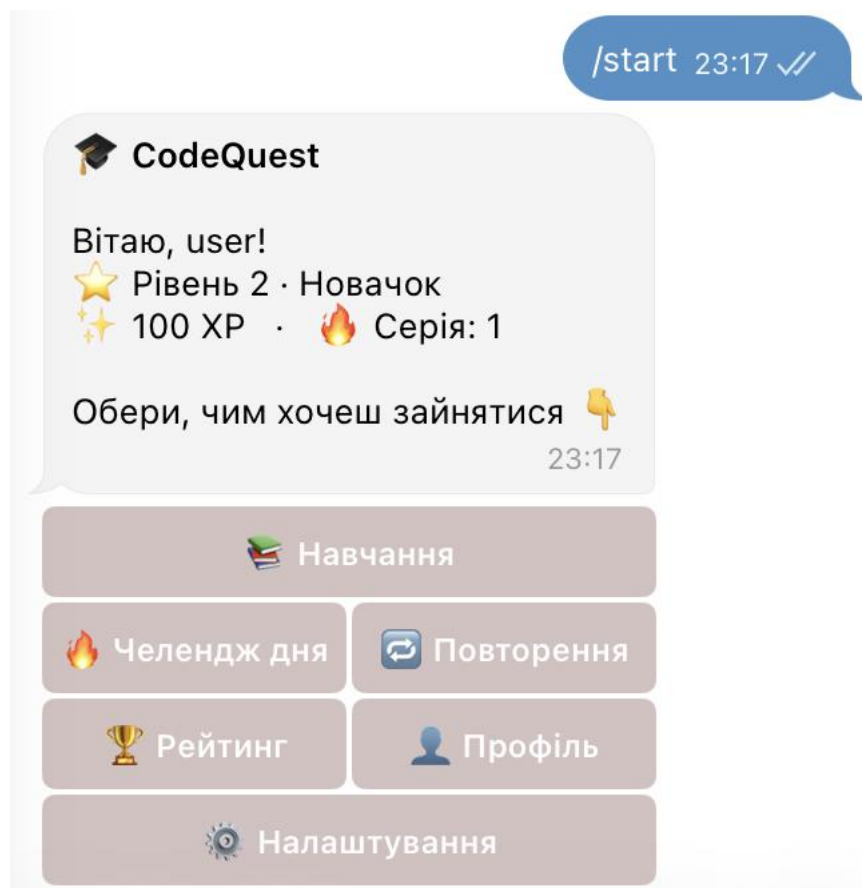 /start 23:17
🎓 CodeQuest
Вітаю, user!
⭐ Рівень 2 · Новачок
✨ 100 XP · 🔥 Серія: 1
Обери, чим хочеш зайнятися 👇
23:17
📚 Навчання
🔥 Челендж дня
🔁 Повторення
🏆 Рейтинг
👤 Профіль
⚙️ Налаштування